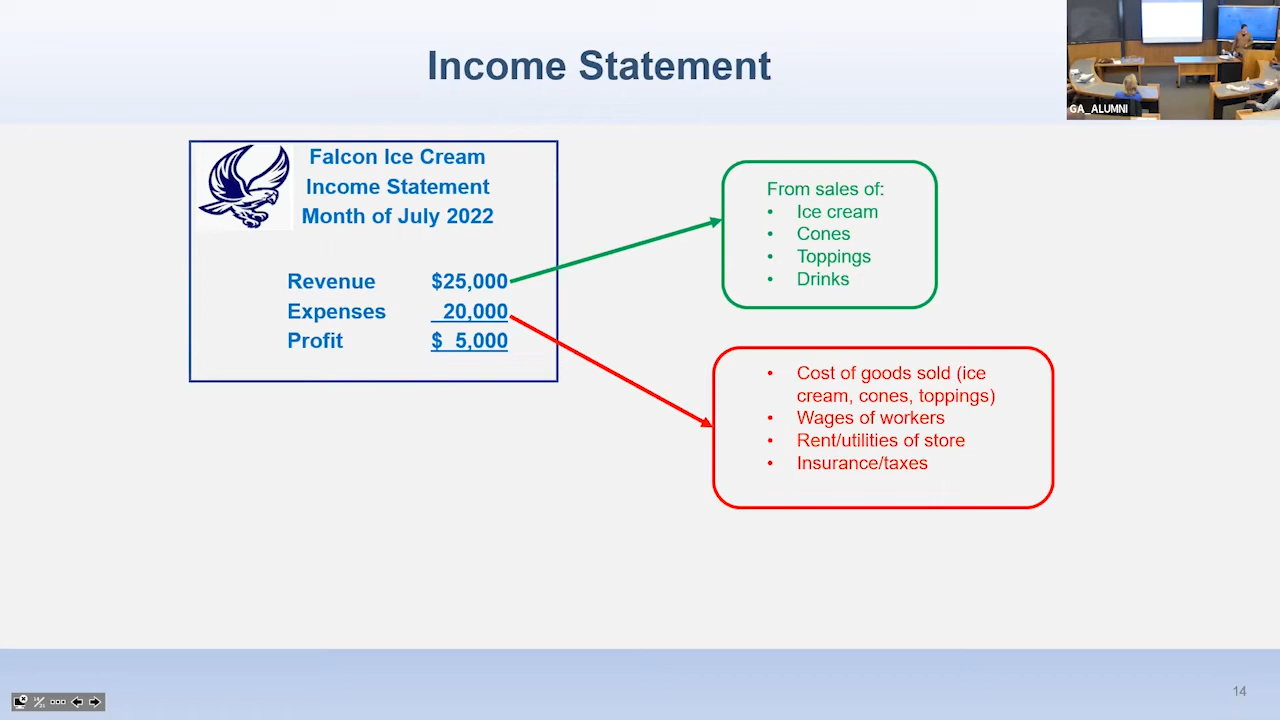 Income Statement
GA_ALUMNI
Falcon Ice Cream
Income Statement
Month of July 2022
Revenue $25,000
Expenses 20,000
Profit $ 5,000
From sales of:
• Ice cream
• Cones
• Toppings
• Drinks
• Cost of goods sold (ice
cream, cones, toppings)
• Wages of workers
• Rent/utilities of store
• Insurance/taxes
14